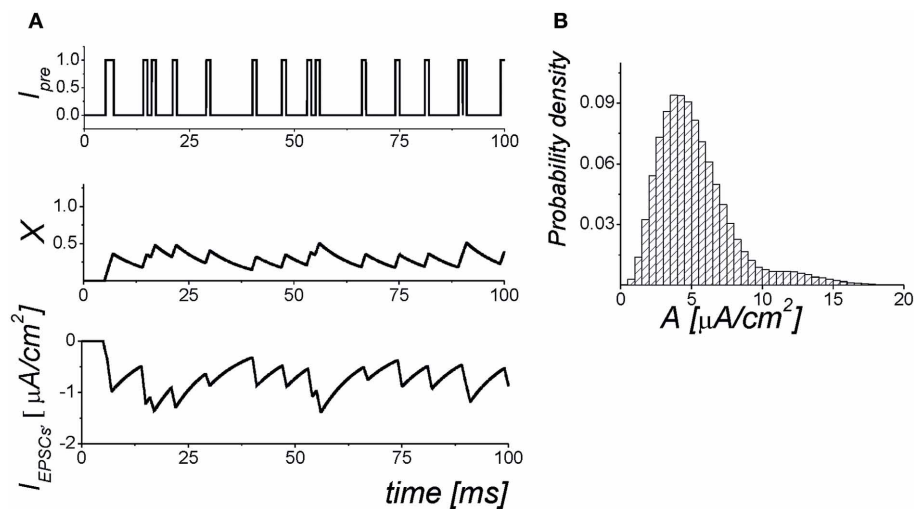 A
I_pre
1.0
0.5
0.0
0 25 50 75 100
X
1.0
0.5
0 25 50 75 100
I_EPSCs, [ μA/cm²]
0
-1
-2
0 25 50 75 100
time [ms]
B
Probability density
0.09
0.06
0.03
0 5 10 15 20
A [μA/cm²]